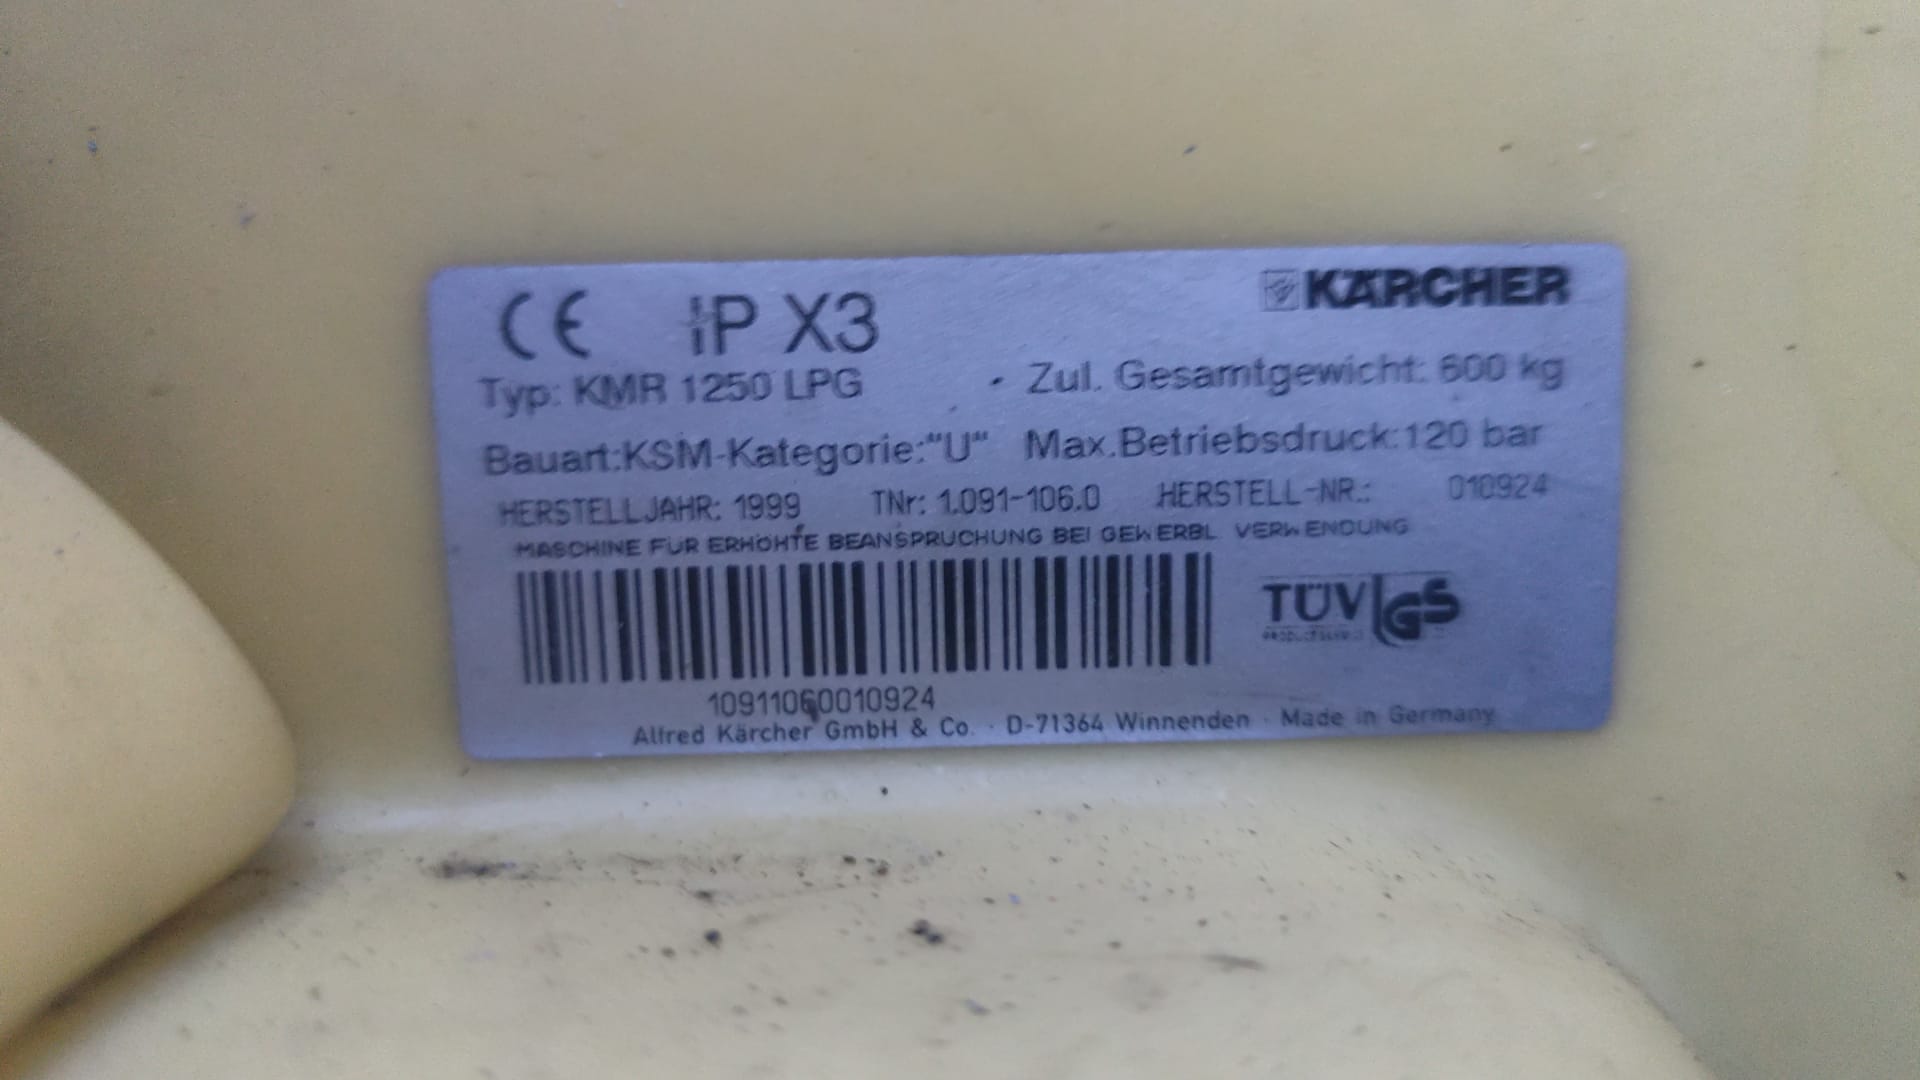 CE IP X3 KÄRCHER
Typ: KMR 1250 LPG Zul. Gesamtgewicht: 600 kg
Bauart:KSM-Kategorie:"U" Max.Betriebsdruck:120 bar
HERSTELLJAHR: 1999 TNr: 1.091-106.0 HERSTELL-NR.: 010924
MASCHINE FÜR ERHÖHTE BEANSPRUCHUNG BEI GEWERBL VERWENDUNG
TÜV GS
10911060010924
Alfred Kärcher GmbH & Co. · D-71364 Winnenden · Made in Germany